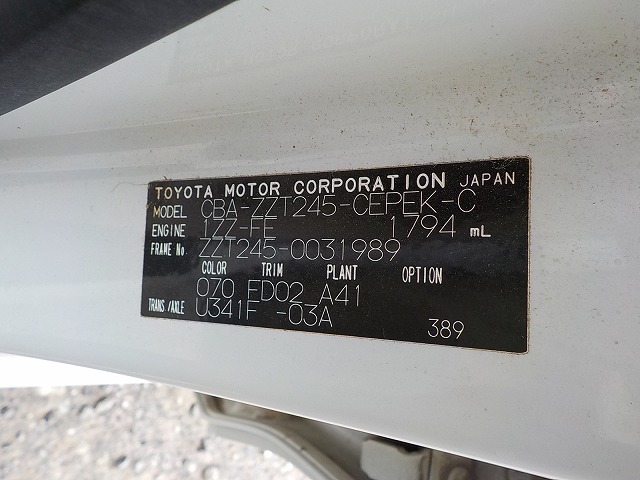 TOYOTA MOTOR CORPORATION JAPAN
MODEL CBA-ZZT245-CEPEK-C
ENGINE 1ZZ-FE 1794 mL
FRAME No. ZZT245-0031989
COLOR TRIM PLANT OPTION
070 FD02 A41
TRANS./AXLE U341F -03A
389